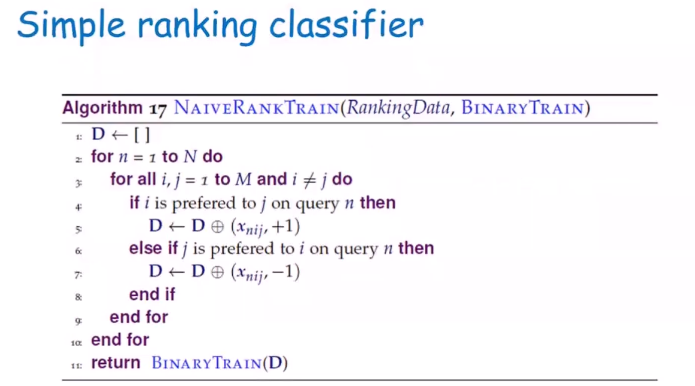 Simple ranking classifier
Algorithm 17 NAIVERANKTRAIN(RankingData, BINARYTRAIN)
1: D ← [ ]
2: for n = 1 to N do
3: for all i, j = 1 to M and i ≠ j do
4: if i is prefered to j on query n then
5: D ← D ⊕ (xnij, +1)
6: else if j is prefered to i on query n then
7: D ← D ⊕ (xnij, −1)
8: end if
9: end for
10: end for
11: return BINARYTRAIN(D)